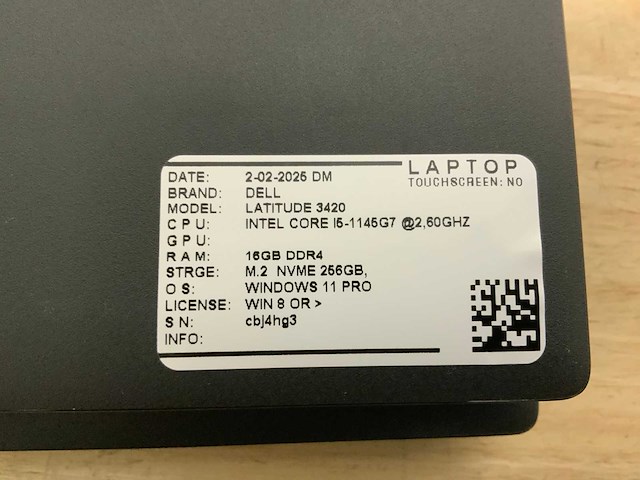 LAPTOP
TOUCHSCREEN: NO
DATE: 2-02-2025 DM
BRAND: DELL
MODEL: LATITUDE 3420
CPU: INTEL CORE I5-1145G7 @2,60GHZ
GPU:
RAM: 16GB DDR4
STRGE: M.2 NVME 256GB,
OS: WINDOWS 11 PRO
LICENSE: WIN 8 OR >
SN: cbj4hg3
INFO: